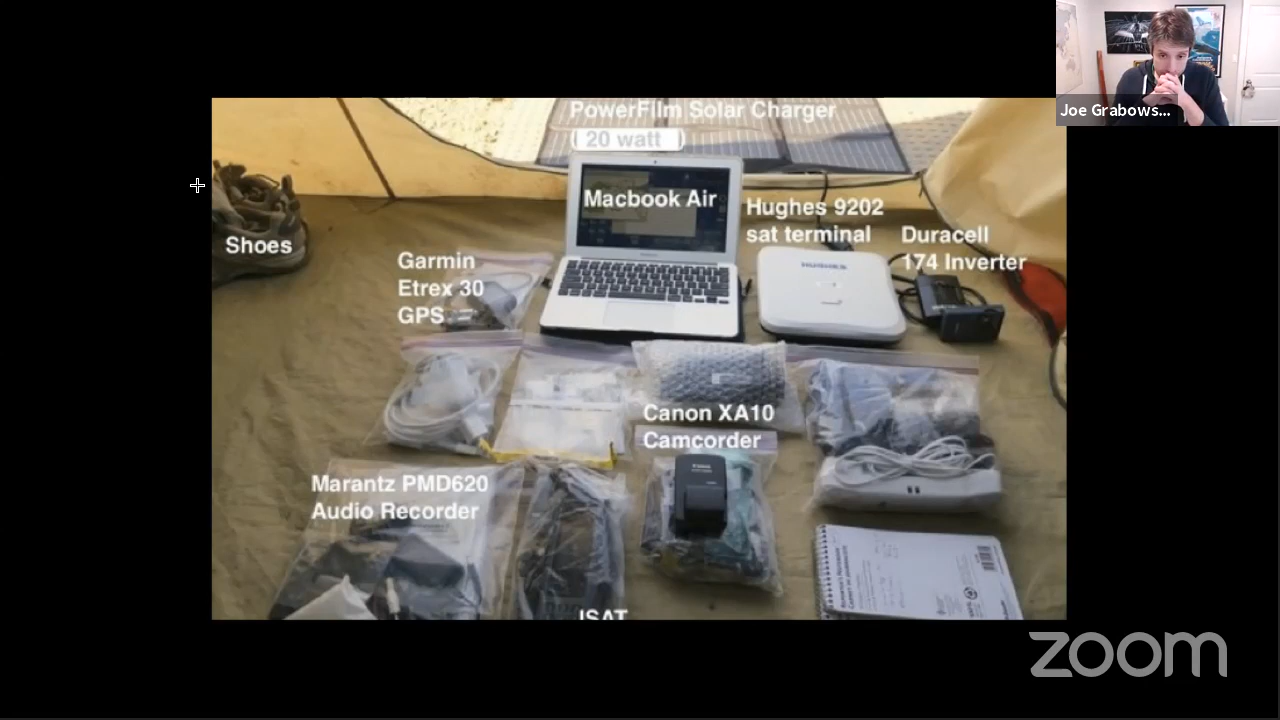 Joe Grabows...
PowerFilm Solar Charger
( 20 watt )
Macbook Air
Hughes 9202
sat terminal
Shoes
Duracell
174 Inverter
Garmin
Etrex 30
GPS
HUGHES
Canon XA10
Camcorder
Marantz PMD620
Audio Recorder
ISAT
zoom